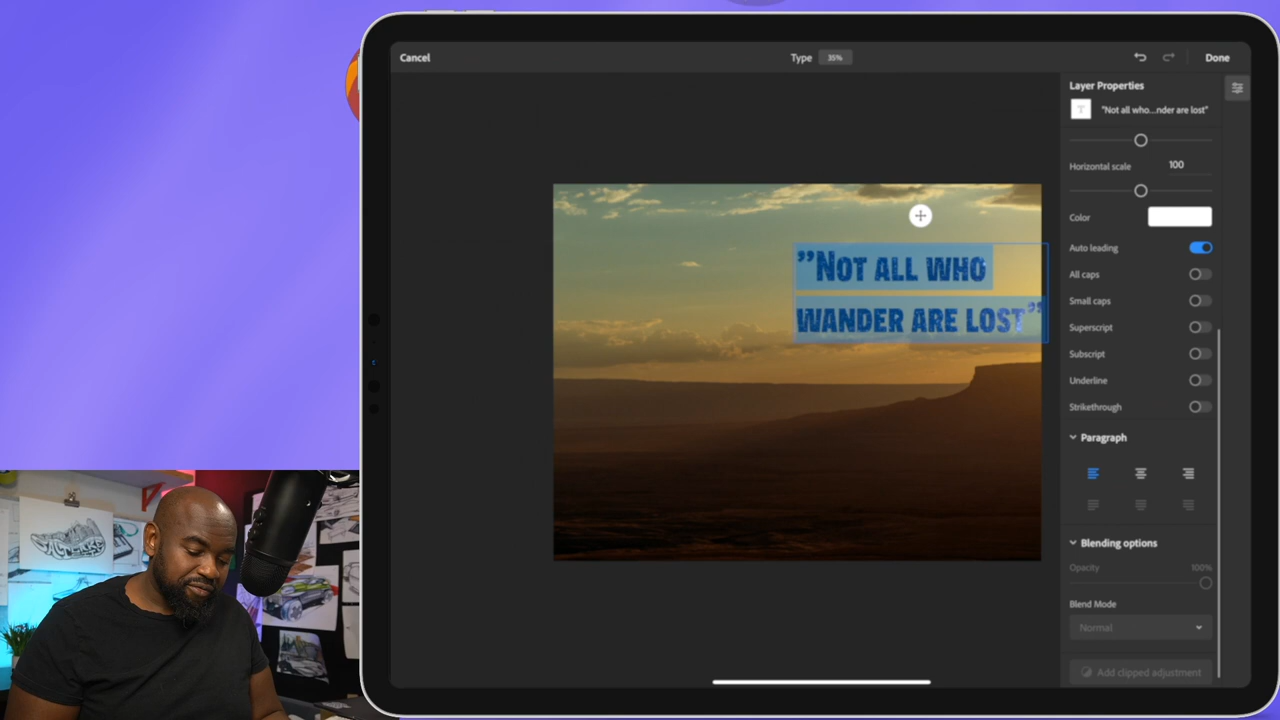 Cancel
Type 35%
Done
Layer Properties
T "Not all who...nder are lost"
Horizontal scale 100
Color
Auto leading
All caps
Small caps
Superscript
Subscript
Underline
Strikethrough
Paragraph
Blending options
Opacity 100%
Blend Mode
Normal
Add clipped adjustment
”Not all who
wander are lost”